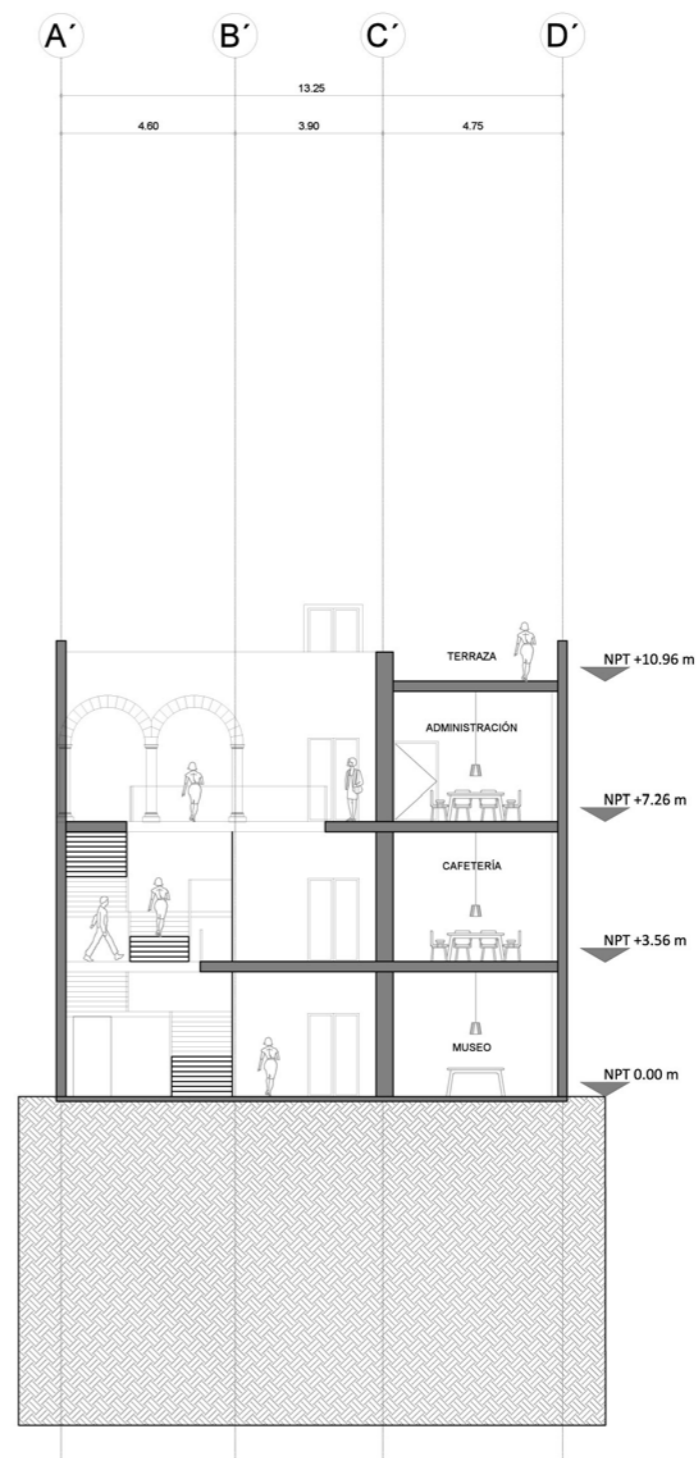 A´ B´ C´ D´
13.25
4.60 3.90 4.75
TERRAZA
NPT +10.96 m
ADMINISTRACIÓN
NPT +7.26 m
CAFETERÍA
NPT +3.56 m
MUSEO
NPT 0.00 m